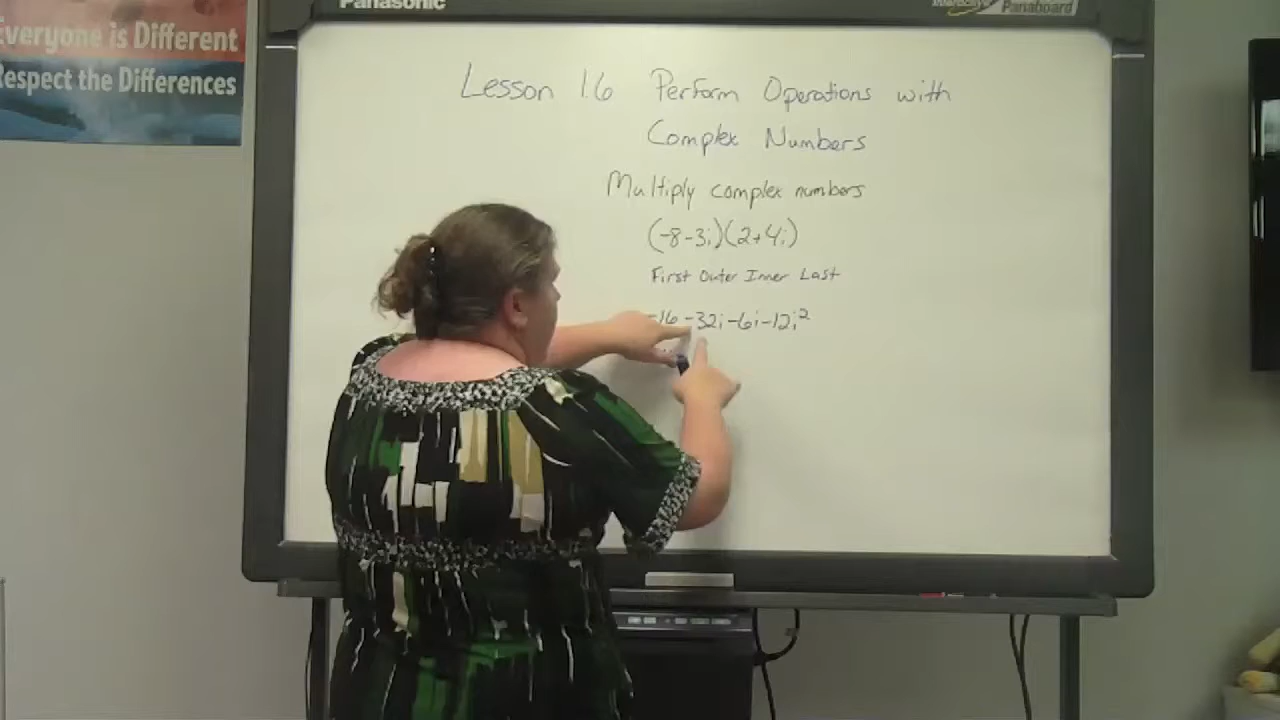 Panasonic
Interactive Panaboard
Everyone is Different
Respect the Differences
Lesson 1.6 Perform Operations with
Complex Numbers
Multiply complex numbers
(-8-3i)(2+4i)
First Outer Inner Last
-16-32i-6i-12i²